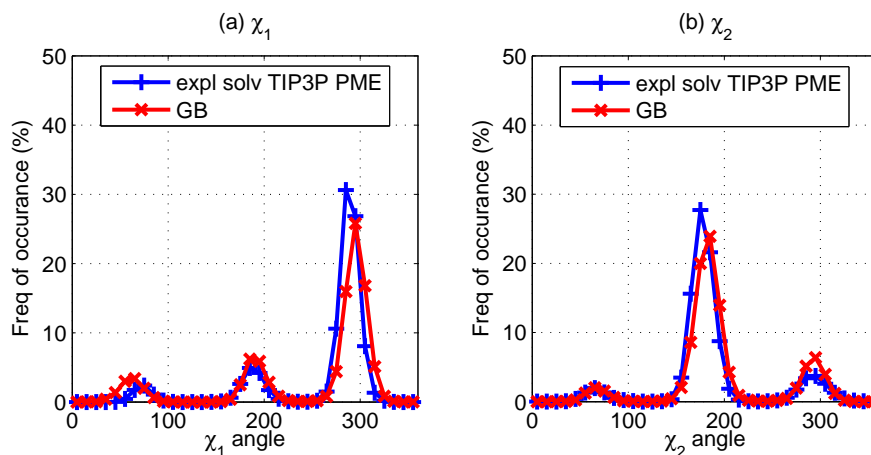 (a) χ1
50
40
30
20
10
0
0 100 200 300
Freq of occurance (%)
χ1 angle
expl solv TIP3P PME
GB
(b) χ2
50
40
30
20
10
0
0 100 200 300
Freq of occurance (%)
χ2 angle
expl solv TIP3P PME
GB